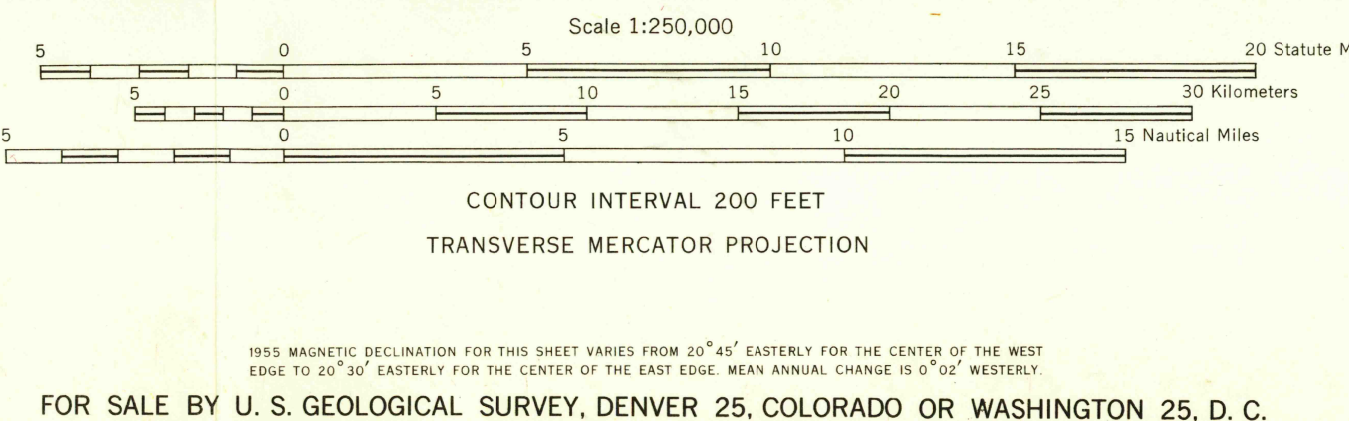 Scale 1:250,000
5 0 5 10 15 20 Statute M
5 0 5 10 15 20 25 30 Kilometers
5 0 5 10 15 Nautical Miles
CONTOUR INTERVAL 200 FEET
TRANSVERSE MERCATOR PROJECTION
1955 MAGNETIC DECLINATION FOR THIS SHEET VARIES FROM 20°45′ EASTERLY FOR THE CENTER OF THE WEST
EDGE TO 20°30′ EASTERLY FOR THE CENTER OF THE EAST EDGE. MEAN ANNUAL CHANGE IS 0°02′ WESTERLY.
FOR SALE BY U. S. GEOLOGICAL SURVEY, DENVER 25, COLORADO OR WASHINGTON 25, D. C.